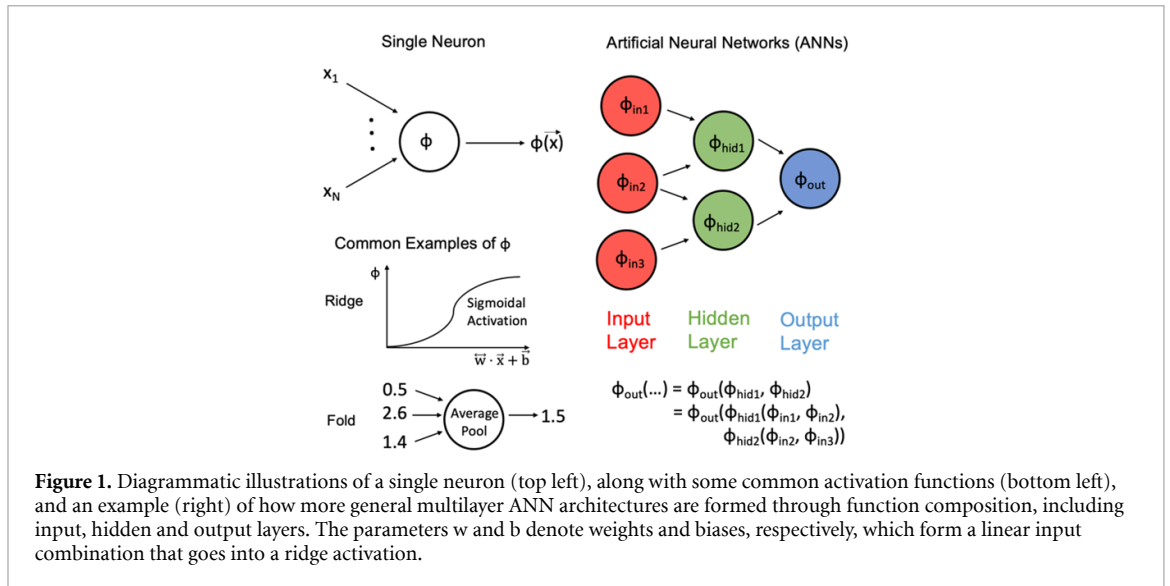 Single Neuron
x₁
⋮
x_N
ϕ
ϕ(x⃗)
Common Examples of ϕ
Ridge
ϕ
Sigmoidal
Activation
w⃡ · x⃗ + b⃗
Fold
0.5
2.6
1.4
Average
Pool
1.5
Artificial Neural Networks (ANNs)
ϕin1
ϕin2
ϕin3
ϕhid1
ϕhid2
ϕout
Input
Layer
Hidden
Layer
Output
Layer
ϕout(...) = ϕout(ϕhid1, ϕhid2)
= ϕout(ϕhid1(ϕin1, ϕin2),
ϕhid2(ϕin2, ϕin3))
Figure 1. Diagrammatic illustrations of a single neuron (top left), along with some common activation functions (bottom left),
and an example (right) of how more general multilayer ANN architectures are formed through function composition, including
input, hidden and output layers. The parameters w and b denote weights and biases, respectively, which form a linear input
combination that goes into a ridge activation.